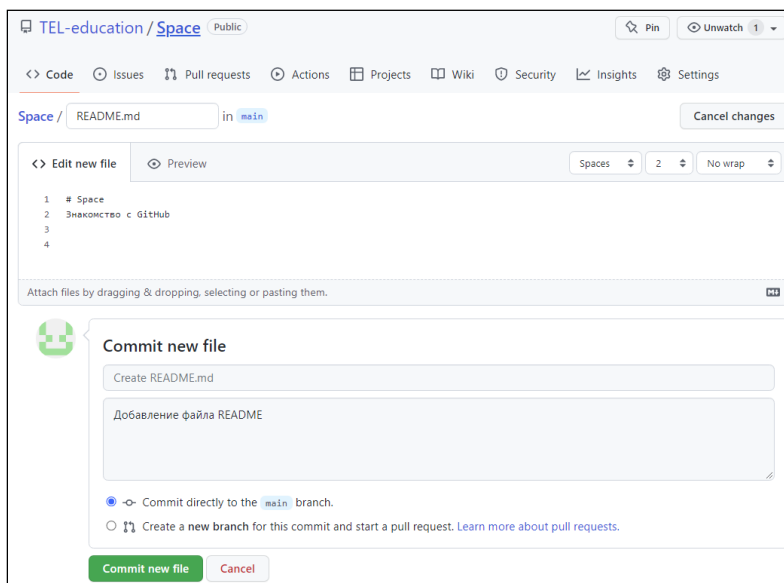 TEL-education / Space Public Pin Unwatch 1
Code Issues Pull requests Actions Projects Wiki Security Insights Settings
Space / README.md in main Cancel changes
<> Edit new file Preview Spaces 2 No wrap
1 # Space
2 Знакомство с GitHub
3
4
Attach files by dragging & dropping, selecting or pasting them.
Commit new file
Create README.md
Добавление файла README
Commit directly to the main branch.
Create a new branch for this commit and start a pull request. Learn more about pull requests.
Commit new file Cancel